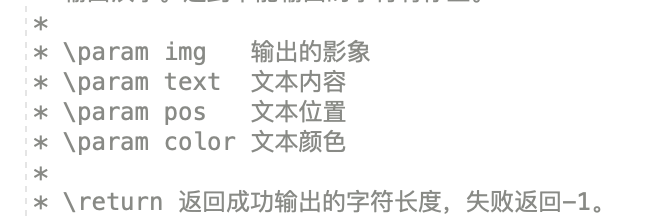 *
* \param img   输出的影象
* \param text  文本内容
* \param pos   文本位置
* \param color 文本颜色
*
* \return 返回成功输出的字符长度，失败返回-1。